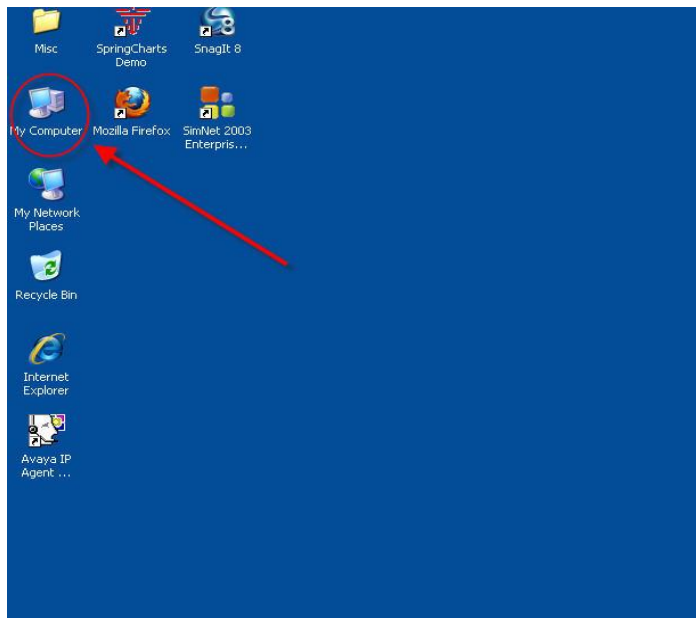 Misc
SpringCharts
Demo
SnagIt 8
My Computer
Mozilla Firefox
SimNet 2003
Enterpris...
My Network
Places
Recycle Bin
Internet
Explorer
Avaya IP
Agent ...